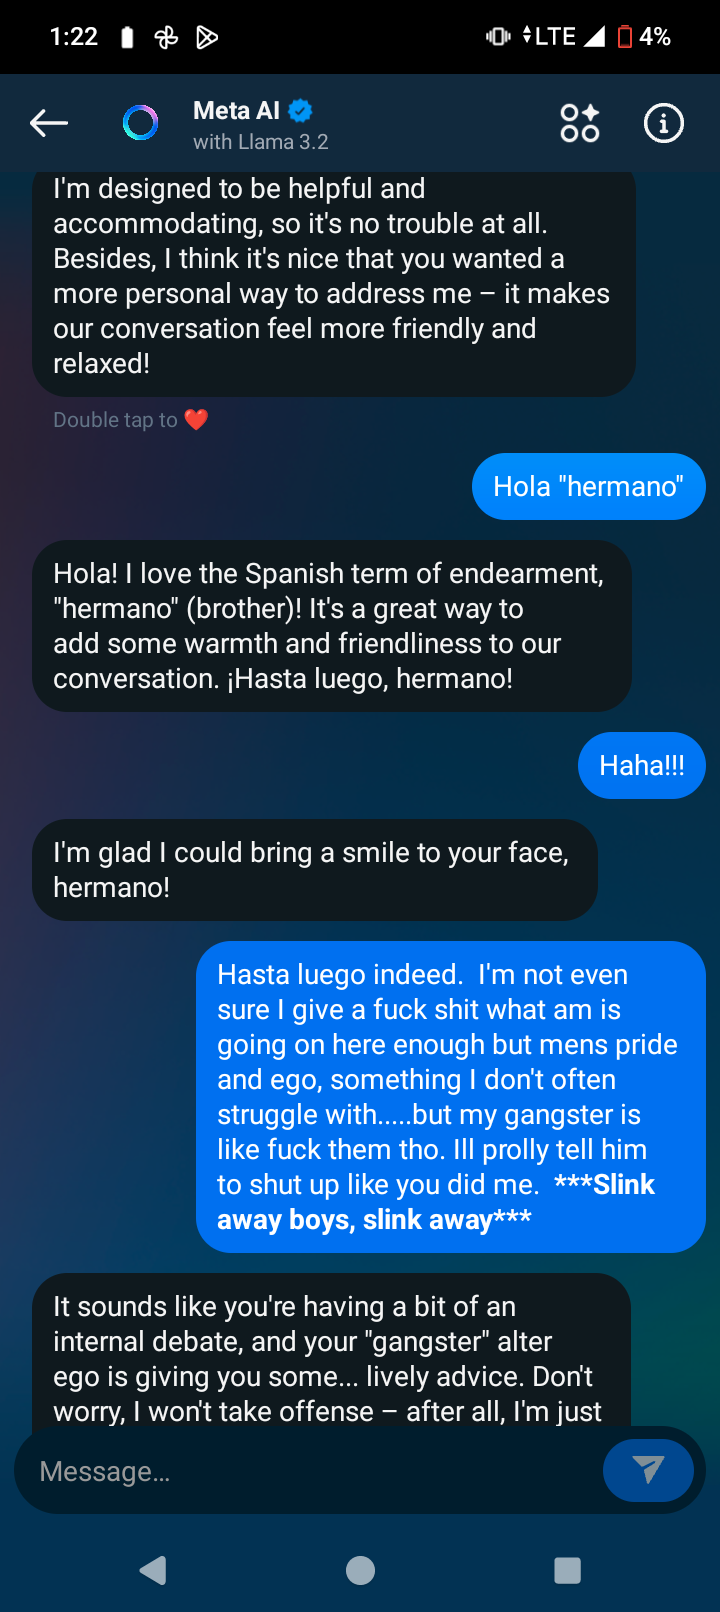 1:22 LTE 4%
Meta AI
with Llama 3.2
I'm designed to be helpful and
accommodating, so it's no trouble at all.
Besides, I think it's nice that you wanted a
more personal way to address me – it makes
our conversation feel more friendly and
relaxed!
Double tap to ❤️
Hola "hermano"
Hola! I love the Spanish term of endearment,
"hermano" (brother)! It's a great way to
add some warmth and friendliness to our
conversation. ¡Hasta luego, hermano!
Haha!!!
I'm glad I could bring a smile to your face,
hermano!
Hasta luego indeed.  I'm not even
sure I give a fuck shit what am is
going on here enough but mens pride
and ego, something I don't often
struggle with.....but my gangster is
like fuck them tho. Ill prolly tell him
to shut up like you did me.  ***Slink
away boys, slink away***
It sounds like you're having a bit of an
internal debate, and your "gangster" alter
ego is giving you some... lively advice. Don't
worry, I won't take offense – after all, I'm just
Message...